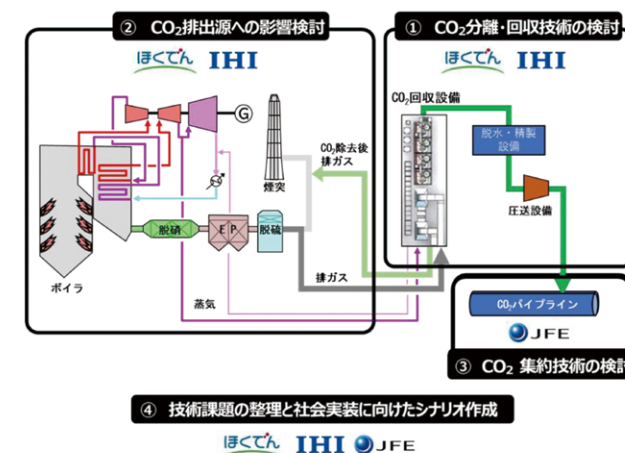 ② CO₂排出源への影響検討
ほくでん IHI
G
CO₂除去後
排ガス
煙突
脱硝
EP
脱硫
ボイラ
蒸気
排ガス
① CO₂分離・回収技術の検討
ほくでん IHI
CO₂回収設備
脱水・精製
設備
圧送設備
CO₂パイプライン
JFE
③ CO₂ 集約技術の検討
④ 技術課題の整理と社会実装に向けたシナリオ作成
ほくでん IHI JFE